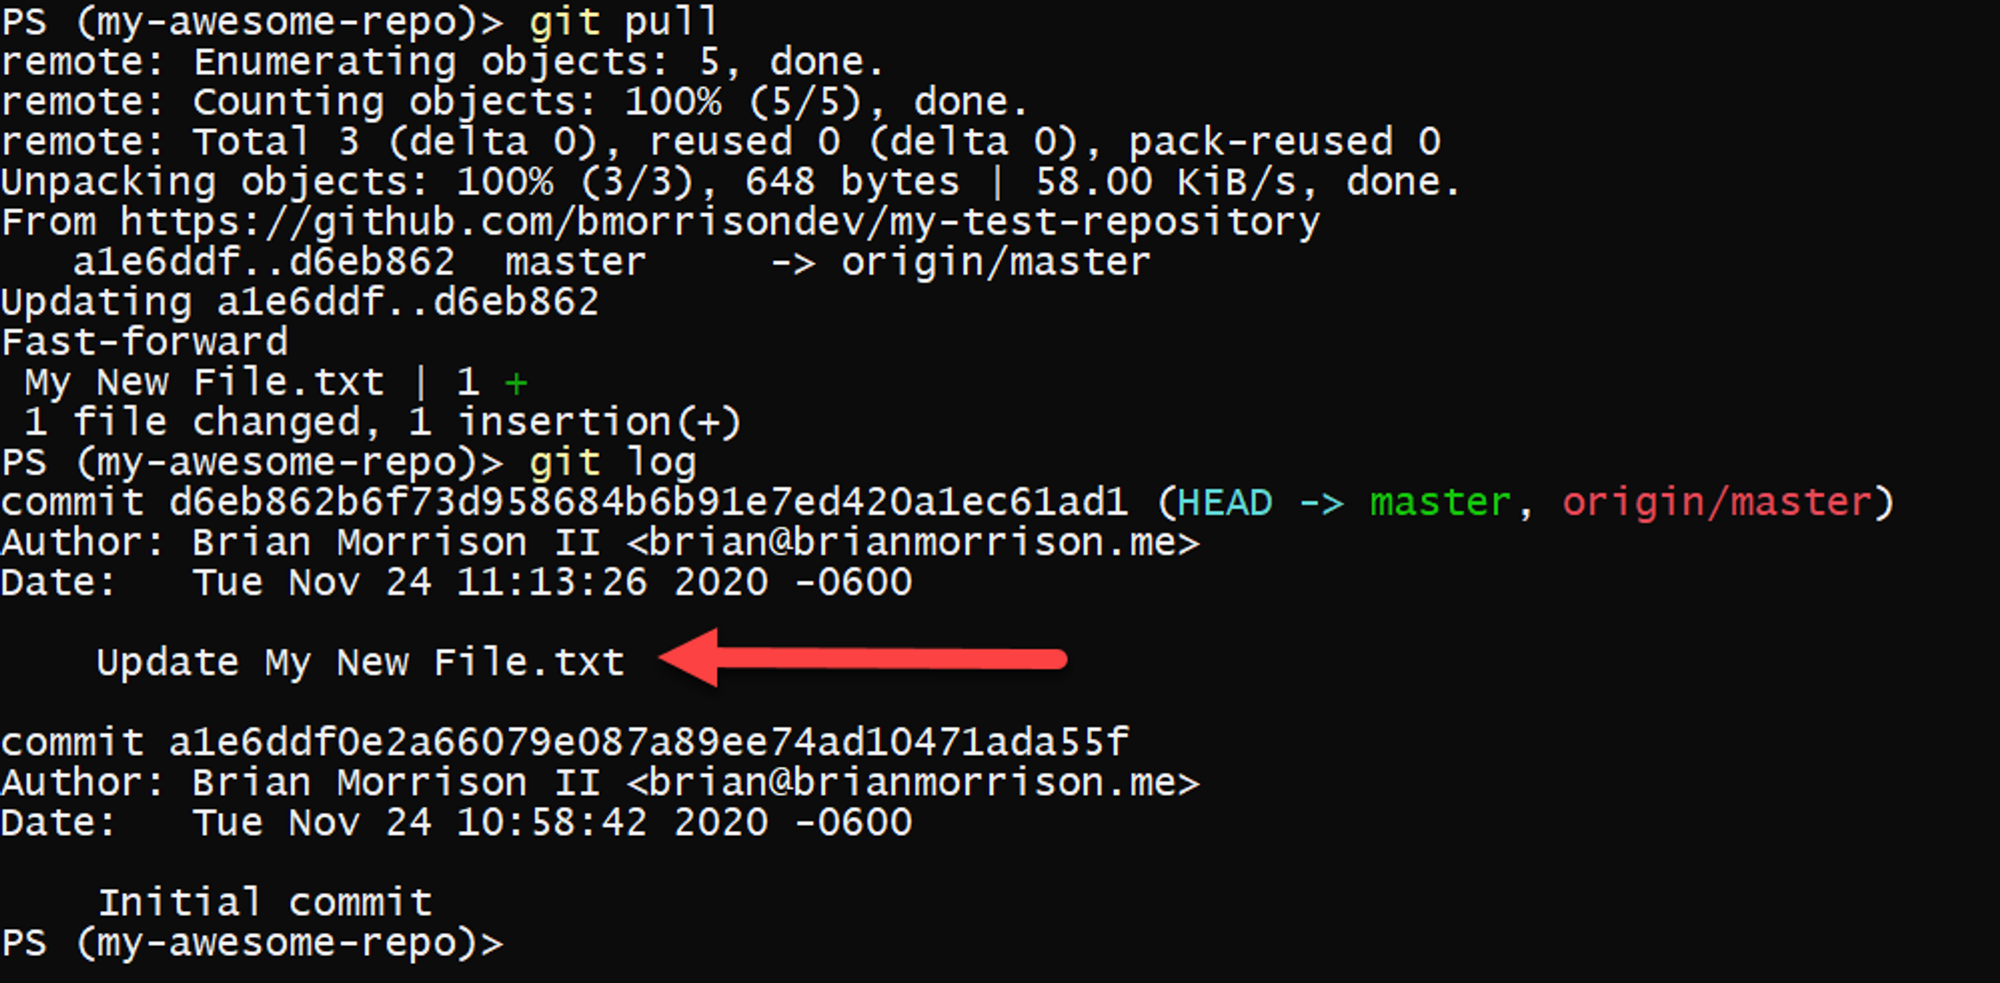 PS (my-awesome-repo)> git pull
remote: Enumerating objects: 5, done.
remote: Counting objects: 100% (5/5), done.
remote: Total 3 (delta 0), reused 0 (delta 0), pack-reused 0
Unpacking objects: 100% (3/3), 648 bytes | 58.00 KiB/s, done.
From https://github.com/bmorrisondev/my-test-repository
   a1e6ddf..d6eb862  master     -> origin/master
Updating a1e6ddf..d6eb862
Fast-forward
 My New File.txt | 1 +
 1 file changed, 1 insertion(+)
PS (my-awesome-repo)> git log
commit d6eb862b6f73d958684b6b91e7ed420a1ec61ad1 (HEAD -> master, origin/master)
Author: Brian Morrison II <brian@brianmorrison.me>
Date:   Tue Nov 24 11:13:26 2020 -0600
    Update My New File.txt
commit a1e6ddf0e2a66079e087a89ee74ad10471ada55f
Author: Brian Morrison II <brian@brianmorrison.me>
Date:   Tue Nov 24 10:58:42 2020 -0600
    Initial commit
PS (my-awesome-repo)>